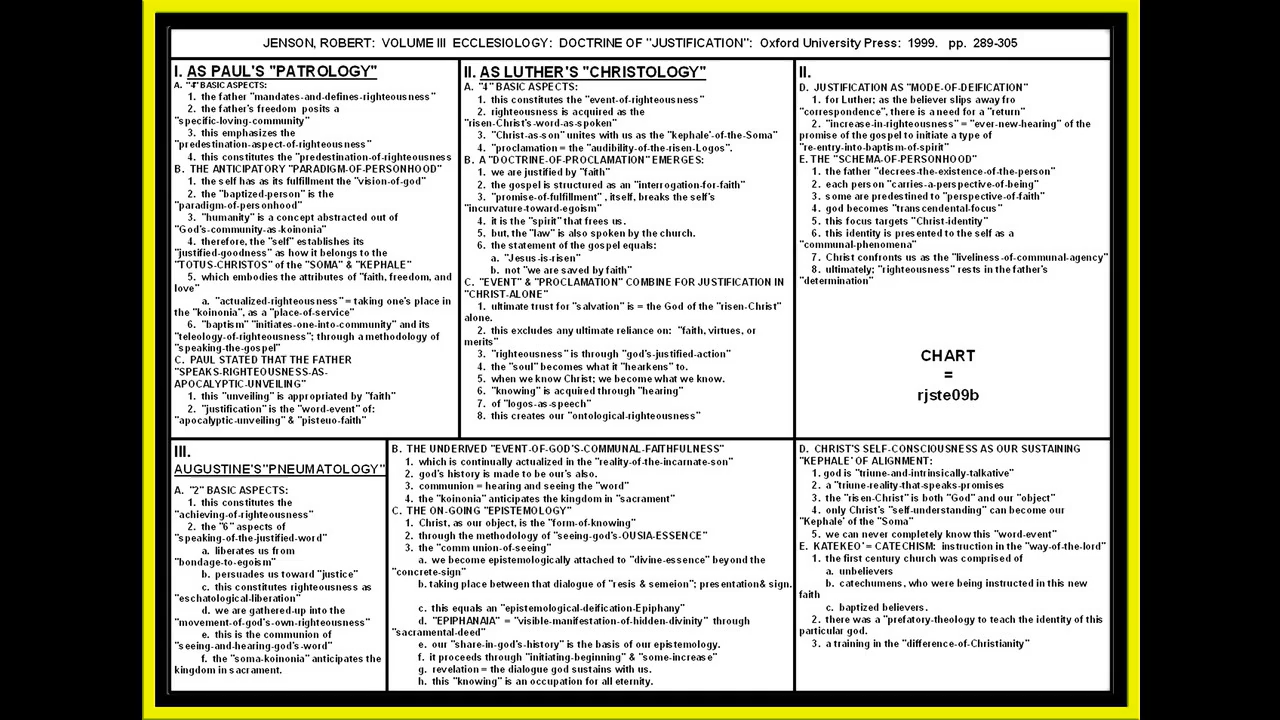 JENSON, ROBERT: VOLUME III ECCLESIOLOGY: DOCTRINE OF "JUSTIFICATION": Oxford University Press: 1999. pp. 289-305
I. AS PAUL'S "PATROLOGY"
A. "4" BASIC ASPECTS:
1. the father "mandates-and-defines-righteousness"
2. the father's freedom posits a
"specific-loving-community"
3. this emphasizes the
"predestination-aspect-of-righteousness"
4. this constitutes the "predestination-of-righteousness
B. THE ANTICIPATORY "PARADIGM-OF-PERSONHOOD"
1. the self has as its fulfillment the "vision-of-god"
2. the "baptized-person" is the
"paradigm-of-personhood"
3. "humanity" is a concept abstracted out of
"God's-community-as-koinonia"
4. therefore, the "self" establishes its
"justified-goodness" as how it belongs to the
"TOTUS-CHRISTOS" of the "SOMA" & "KEPHALE"
5. which embodies the attributes of "faith, freedom, and
love"
a. "actualized-righteousness" = taking one's place in
the "koinonia", as a "place-of-service"
6. "baptism" "initiates-one-into-community" and its
"teleology-of-righteousness"; through a methodology of
"speaking-the-gospel"
C. PAUL STATED THAT THE FATHER
"SPEAKS-RIGHTEOUSNESS-AS-
APOCALYPTIC-UNVEILING"
1. this "unveiling" is appropriated by "faith"
2. "justification" is the "word-event" of:
"apocalyptic-unveiling" & "pisteuo-faith"
II. AS LUTHER'S "CHRISTOLOGY"
A. "4" BASIC ASPECTS:
1. this constitutes the "event-of-righteousness"
2. righteousness is acquired as the
"risen-Christ's-word-as-spoken"
3. "Christ-as-son" unites with us as the "kephale'-of-the-Soma"
4. "proclamation = the "audibility-of-the-risen-Logos".
B. A "DOCTRINE-OF-PROCLAMATION" EMERGES:
1. we are justified by "faith"
2. the gospel is structured as an "interrogation-for-faith"
3. "promise-of-fulfillment" , itself, breaks the self's
"incurvature-toward-egoism"
4. it is the "spirit" that frees us.
5. but, the "law" is also spoken by the church.
6. the statement of the gospel equals:
a. "Jesus-is-risen"
b. not "we are saved by faith"
C. "EVENT" & "PROCLAMATION" COMBINE FOR JUSTIFICATION IN
"CHRIST-ALONE"
1. ultimate trust for "salvation" is = the God of the "risen-Christ"
alone.
2. this excludes any ultimate reliance on: "faith, virtues, or
merits"
3. "righteousness" is through "god's-justified-action"
4. the "soul" becomes what it "hearkens" to.
5. when we know Christ; we become what we know.
6. "knowing" is acquired through "hearing"
7. of "logos-as-speech"
8. this creates our "ontological-righteousness"
II.
D. JUSTIFICATION AS "MODE-OF-DEIFICATION"
1. for Luther; as the believer slips away fro
"correspondence", there is a need for a "return"
2. "increase-in-righteousness" = "ever-new-hearing" of the
promise of the gospel to initiate a type of
"re-entry-into-baptism-of-spirit"
E. THE "SCHEMA-OF-PERSONHOOD"
1. the father "decrees-the-existence-of-the-person"
2. each person "carries-a-perspective-of-being"
3. some are predestined to "perspective-of-faith"
4. god becomes "transcendental-focus"
5. this focus targets "Christ-identity"
6. this identity is presented to the self as a
"communal-phenomena"
7. Christ confronts us as the "liveliness-of-communal-agency"
8. ultimately; "righteousness" rests in the father's
"determination"
CHART
=
rjste09b
III.
AUGUSTINE'S "PNEUMATOLOGY"
A. "2" BASIC ASPECTS:
1. this constitutes the
"achieving-of-righteousness"
2. the "6" aspects of
"speaking-of-the-justified-word"
a. liberates us from
"bondage-to-egoism"
b. persuades us toward "justice"
c. this constitutes righteousness as
"eschatological-liberation"
d. we are gathered-up into the
"movement-of-god's-own-righteousness"
e. this is the communion of
"seeing-and-hearing-god's-word"
f. the "soma-koinonia" anticipates the
kingdom in sacrament.
B. THE UNDERIVED "EVENT-OF-GOD'S-COMMUNAL-FAITHFULNESS"
1. which is continually actualized in the "reality-of-the-incarnate-son"
2. god's history is made to be our's also.
3. communion = hearing and seeing the "word"
4. the "koinonia" anticipates the kingdom in "sacrament"
C. THE ON-GOING "EPISTEMOLOGY"
1. Christ, as our object, is the "form-of-knowing"
2. through the methodology of "seeing-god's-OUSIA-ESSENCE"
3. the "comm union-of-seeing"
a. we become epistemologically attached to "divine-essence" beyond the
"concrete-sign"
b. taking place between that dialogue of "resis & semeion"; presentation& sign.
c. this equals an "epistemological-deification-Epiphany"
d. "EPIPHANAIA" = "visible-manifestation-of-hidden-divinity" through
"sacramental-deed"
e. our "share-in-god's-history" is the basis of our epistemology.
f. it proceeds through "initiating-beginning" & "some-increase"
g. revelation = the dialogue god sustains with us.
h. this "knowing" is an occupation for all eternity.
D. CHRIST'S SELF-CONSCIOUSNESS AS OUR SUSTAINING
"KEPHALE' OF ALIGNMENT:
1. god is "triune-and-intrinsically-talkative"
2. a "triune-reality-that-speaks-promises
3. the "risen-Christ" is both "God" and our "object"
4. only Christ's "self-understanding" can become our
"Kephale' of the "Soma"
5. we can never completely know this "word-event"
E. KATEKEO' = CATECHISM: instruction in the "way-of-the-lord"
1. the first century church was comprised of
a. unbelievers
b. catechumens, who were being instructed in this new
faith
c. baptized believers.
2. there was a "prefatory-theology to teach the identity of this
particular god.
3. a training in the "difference-of-Christianity"